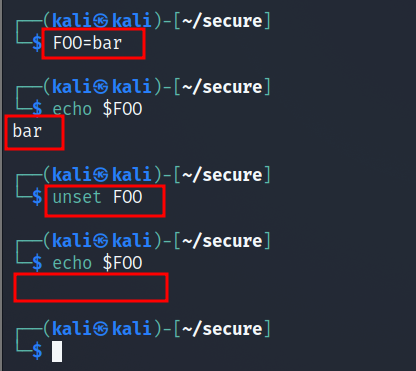 ┌──(kali㉿kali)-[~/secure]
└─$ FOO=bar
┌──(kali㉿kali)-[~/secure]
└─$ echo $FOO
bar
┌──(kali㉿kali)-[~/secure]
└─$ unset FOO
┌──(kali㉿kali)-[~/secure]
└─$ echo $FOO
┌──(kali㉿kali)-[~/secure]
└─$